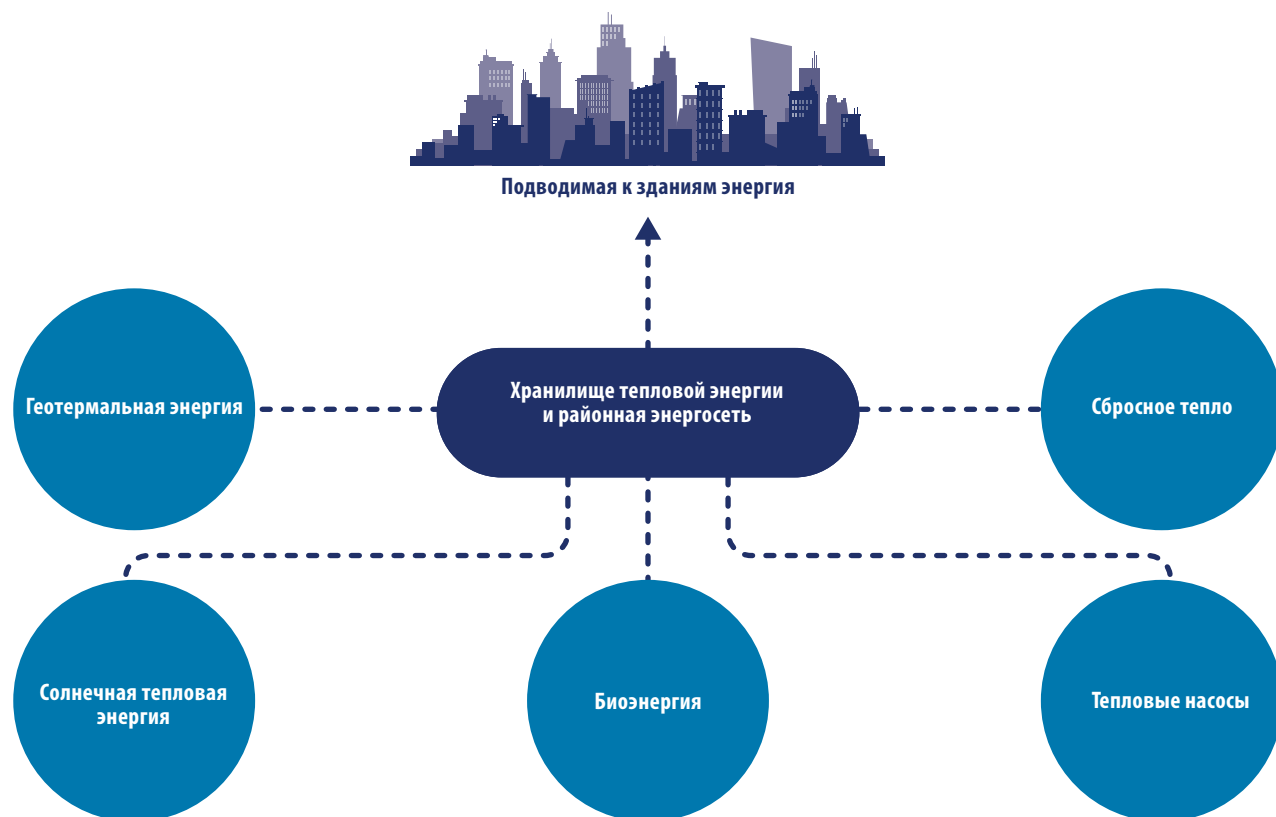 Подводимая к зданиям энергия
Хранилище тепловой энергии
и районная энергосеть
Геотермальная энергия
Сбросное тепло
Солнечная тепловая
энергия
Биоэнергия
Тепловые насосы